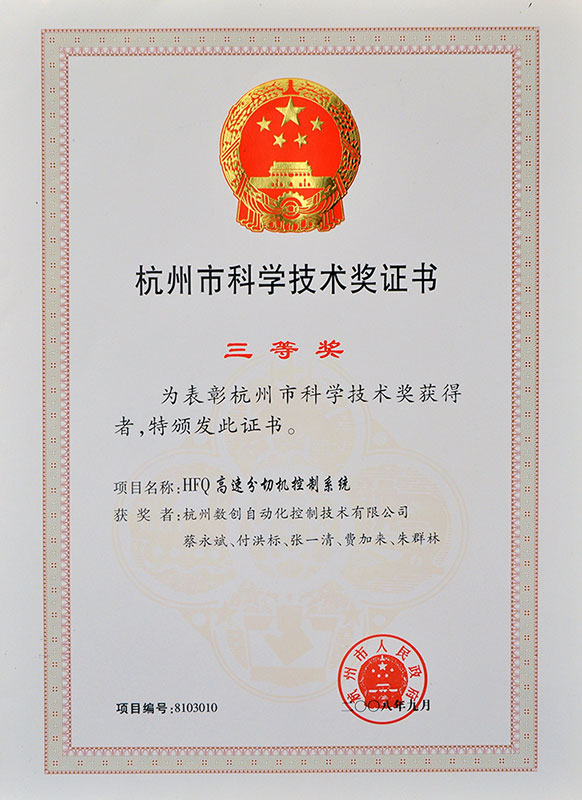 杭州市科学技术奖证书
三等奖
为表彰杭州市科学技术奖获得
者,特颁发此证书。
项目名称:HFQ 高速分切机控制系统
获奖者:杭州数创自动化控制技术有限公司
蔡永斌、付洪标、张一清、费加来、朱群林
杭州市人民政府
项目编号:8103010
二〇〇八年九月